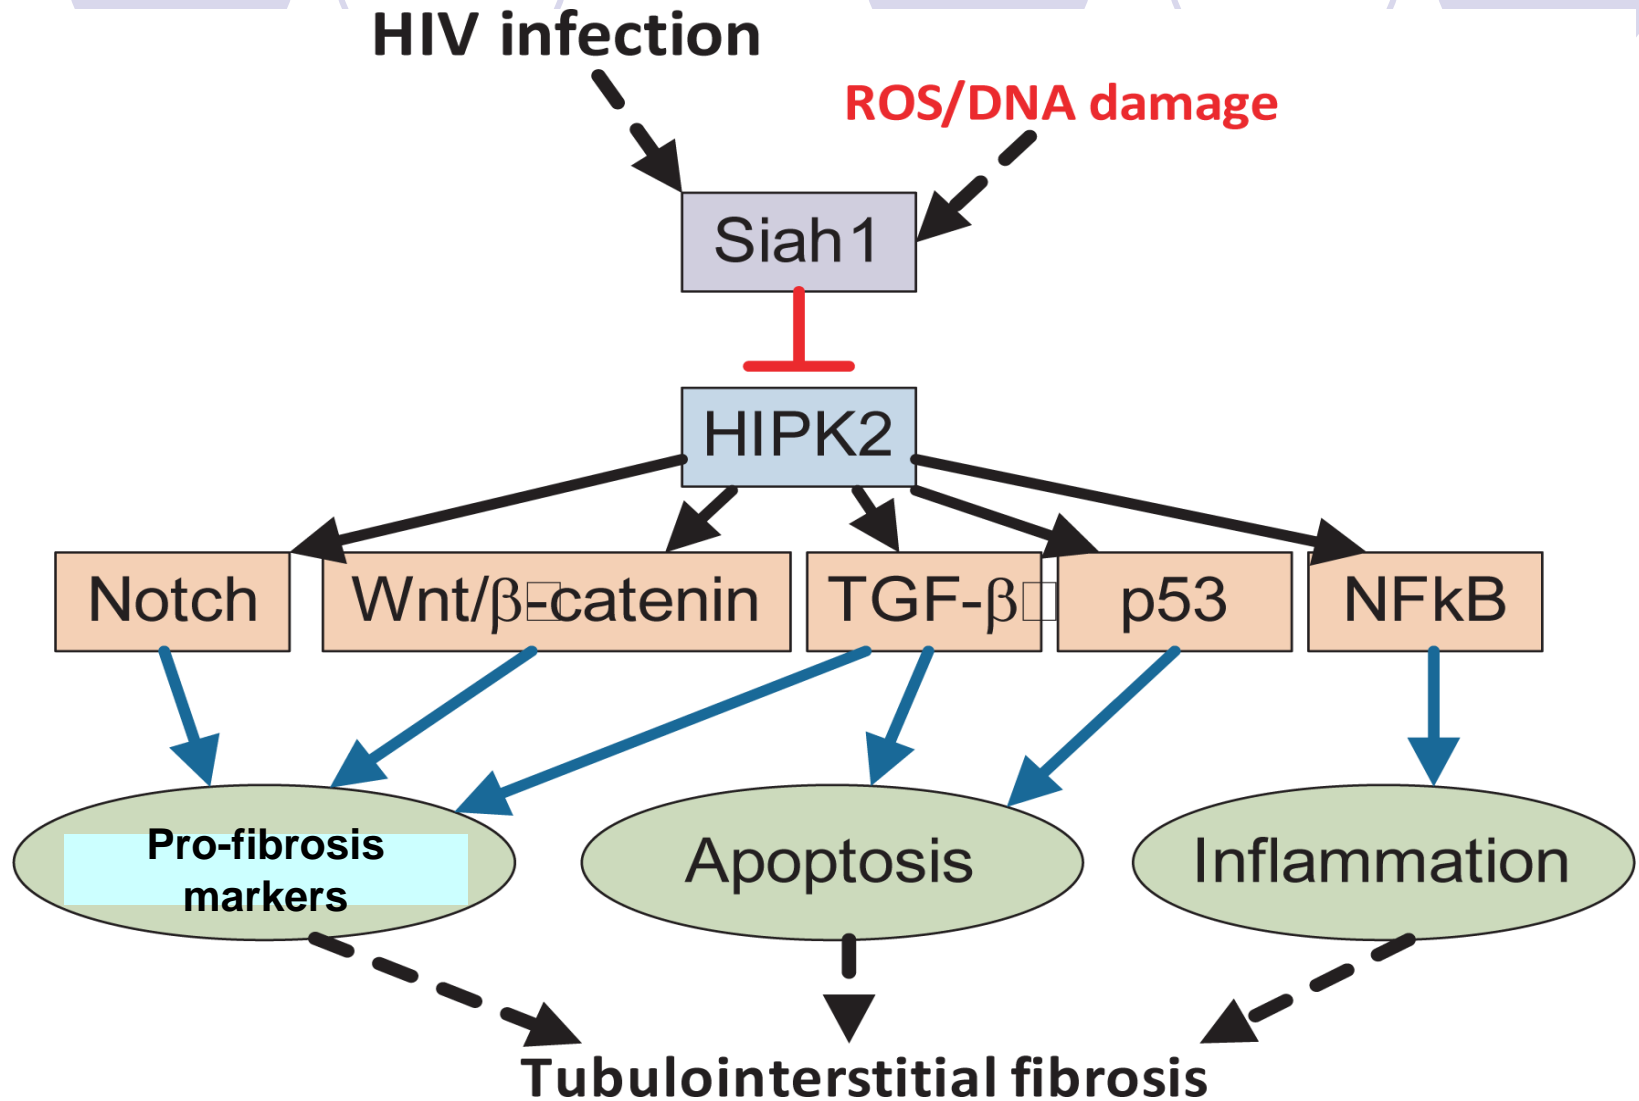 HIV infection
ROS/DNA damage
Siah1
HIPK2
Notch
Wnt/β-catenin
TGF-β
p53
NFkB
Pro-fibrosis
markers
Apoptosis
Inflammation
Tubulointerstitial fibrosis